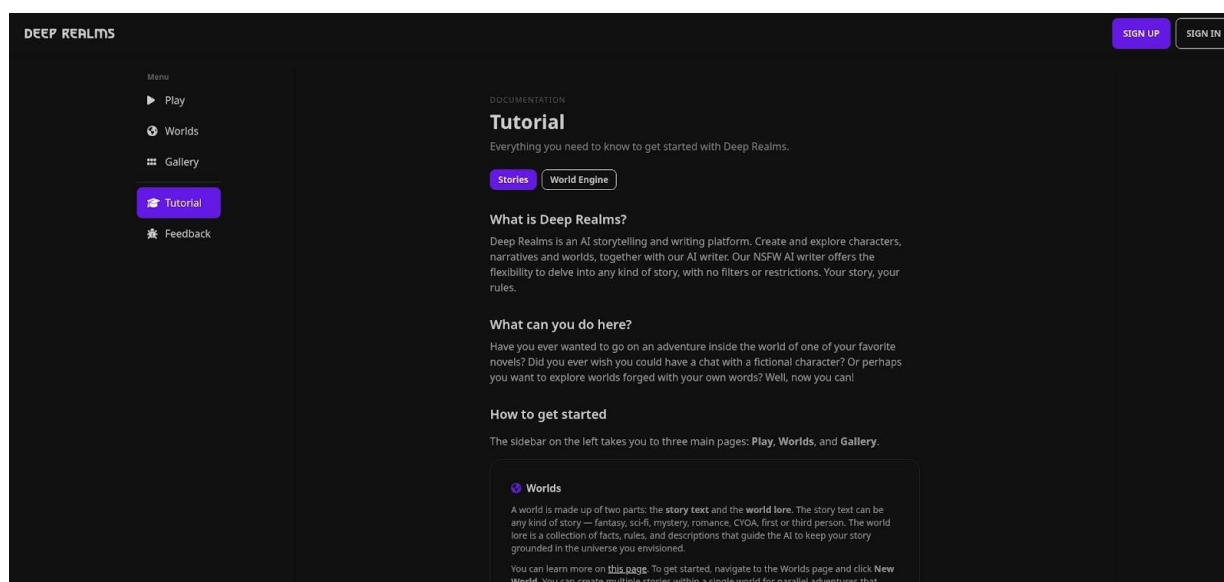 DEEP REALMS
SIGN UP
SIGN IN
Menu
Play
Worlds
Gallery
Tutorial
Feedback
DOCUMENTATION
Tutorial
Everything you need to know to get started with Deep Realms.
Stories
World Engine
What is Deep Realms?
Deep Realms is an AI storytelling and writing platform. Create and explore characters,
narratives and worlds, together with our AI writer. Our NSFW AI writer offers the
flexibility to delve into any kind of story, with no filters or restrictions. Your story, your
rules.
What can you do here?
Have you ever wanted to go on an adventure inside the world of one of your favorite
novels? Did you ever wish you could have a chat with a fictional character? Or perhaps
you want to explore worlds forged with your own words? Well, now you can!
How to get started
The sidebar on the left takes you to three main pages: Play, Worlds, and Gallery.
Worlds
A world is made up of two parts: the story text and the world lore. The story text can be
any kind of story — fantasy, sci-fi, mystery, romance, CYOA, first or third person. The world
lore is a collection of facts, rules, and descriptions that guide the AI to keep your story
grounded in the universe you envisioned.
You can learn more on this page. To get started, navigate to the Worlds page and click New
World. You can create multiple stories within a single world for parallel adventures that